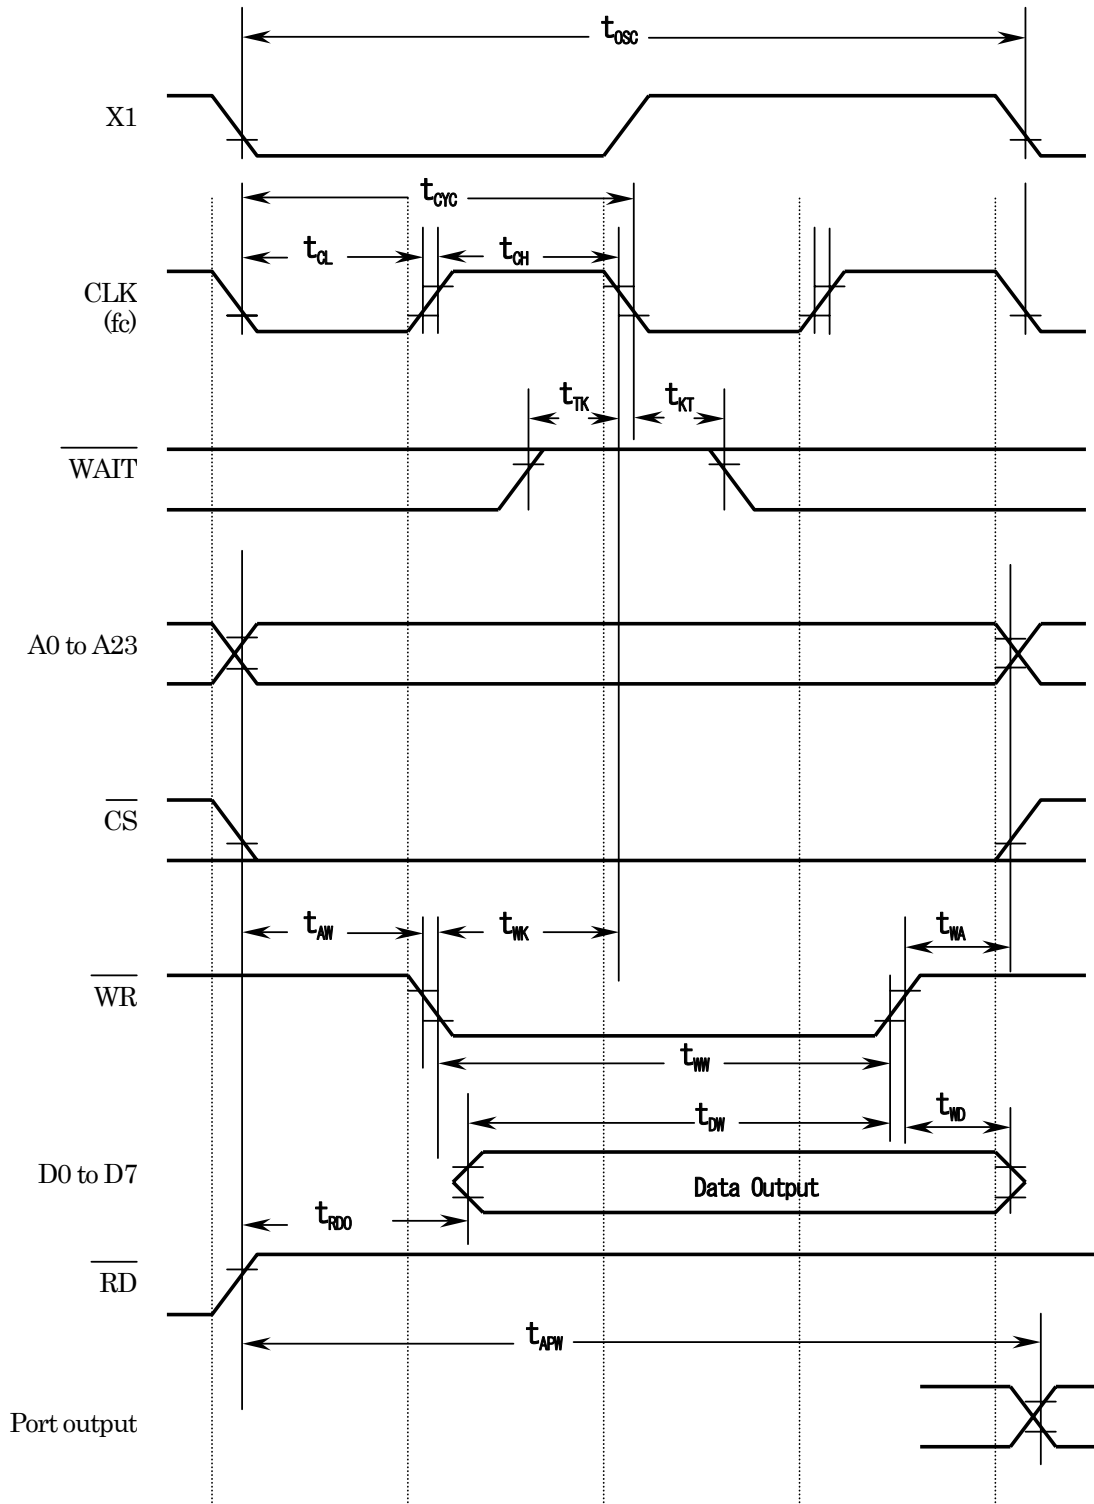 tOSC
X1
tCYC
tCL
tCH
CLK
(fc)
tTK
tKT
WAIT
A0 to A23
CS
tAW
tWK
tWA
WR
tWW
tDW
tWD
D0 to D7
Data Output
tRDO
RD
tAPW
Port output